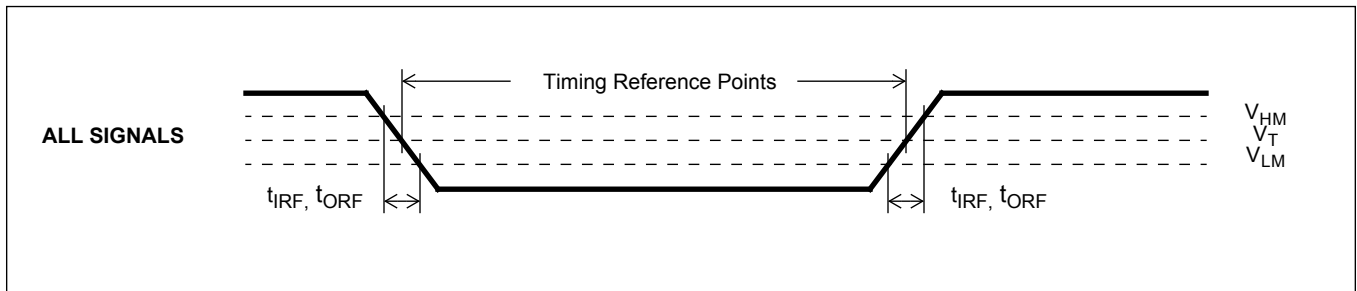 Timing Reference Points
ALL SIGNALS
V_HM
V_T
V_LM
t_IRF, t_ORF
t_IRF, t_ORF